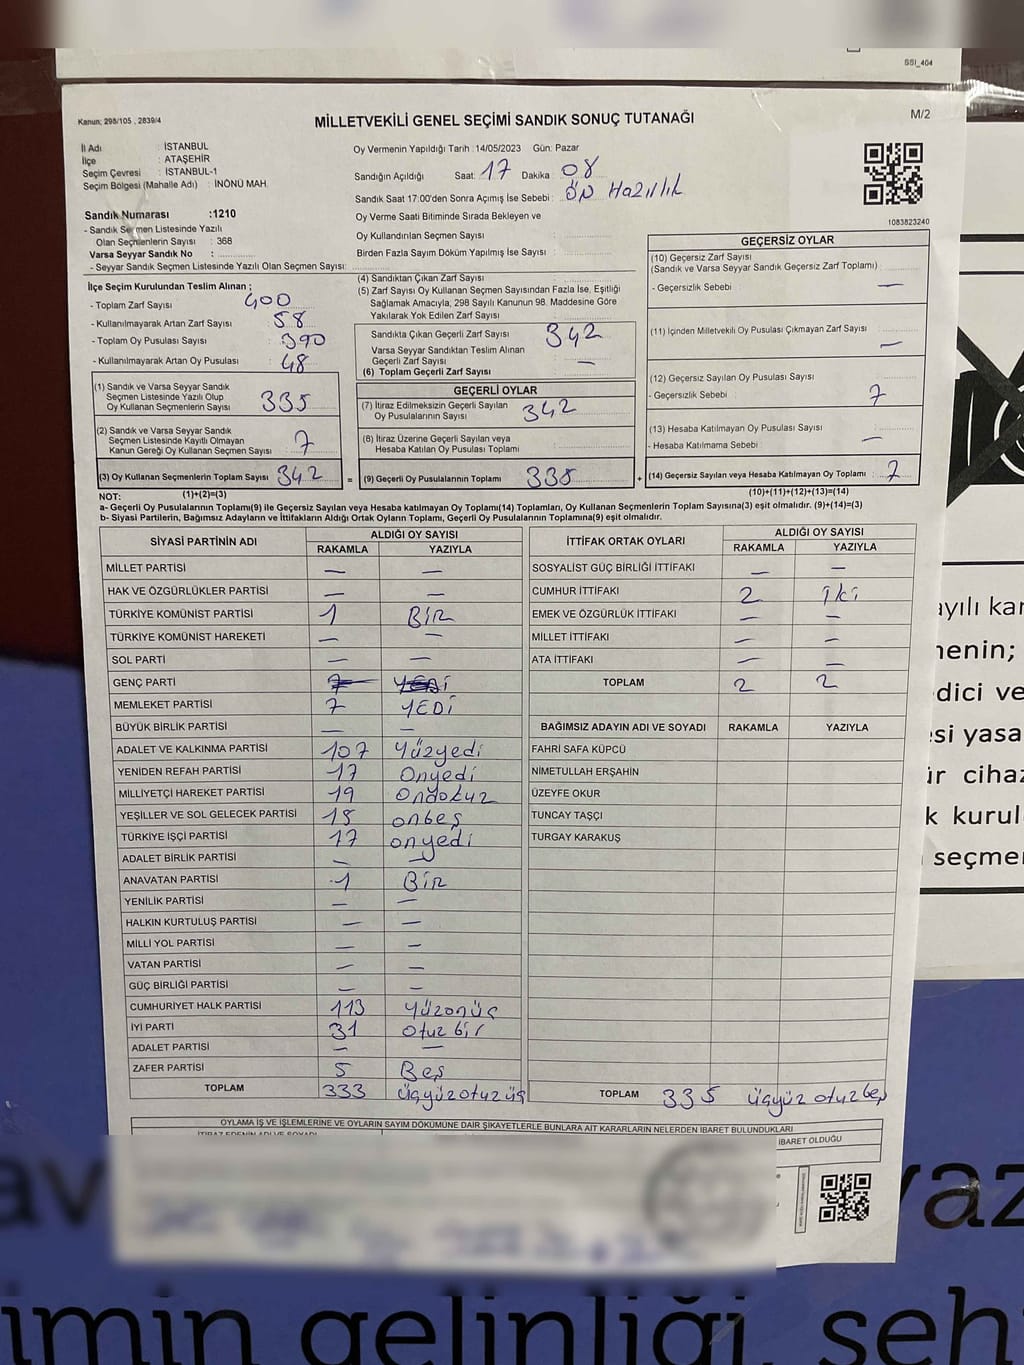 SSI_404
Kanun; 298/105 , 2839/4
MİLLETVEKİLİ GENEL SEÇİMİ SANDIK SONUÇ TUTANAĞI
M/2
İl Adı : İSTANBUL
İlçe : ATAŞEHİR
Seçim Çevresi : İSTANBUL-1
Seçim Bölgesi (Mahalle Adı) : İNÖNÜ MAH.
Sandık Numarası :1210
- Sandık Seçmen Listesinde Yazılı
Olan Seçmenlerin Sayısı : 368
Varsa Seyyar Sandık No :
- Seyyar Sandık Seçmen Listesinde Yazılı Olan Seçmen Sayısı:
Oy Vermenin Yapıldığı Tarih : 14/05/2023 Gün: Pazar
Sandığın Açıldığı Saat: 17 Dakika 08
Sandık Saat 17:00'den Sonra Açımış İse Sebebi : ÖN Hazırlık
Oy Verme Saati Bitiminde Sırada Bekleyen ve
Oy Kullandırılan Seçmen Sayısı :
Birden Fazla Sayım Döküm Yapılmış İse Sayısı :
1083823240
İlçe Seçim Kurulundan Teslim Alınan ;
- Toplam Zarf Sayısı : 400
- Kullanılmayarak Artan Zarf Sayısı : 58
- Toplam Oy Pusulası Sayısı : 390
- Kullanılmayarak Artan Oy Pusulası : 48
(1) Sandık ve Varsa Seyyar Sandık
Seçmen Listesinde Yazılı Olup
Oy Kullanan Seçmenlerin Sayısı : 335
(2) Sandık ve Varsa Seyyar Sandık
Seçmen Listesinde Kayıtlı Olmayan
Kanun Gereği Oy Kullanan Seçmen Sayısı : 7
(3) Oy Kullanan Seçmenlerin Toplam Sayısı : 342
(1)+(2)=(3)
(4) Sandıktan Çıkan Zarf Sayısı :
(5) Zarf Sayısı Oy Kullanan Seçmen Sayısından Fazla İse, Eşitliği
Sağlamak Amacıyla, 298 Sayılı Kanunun 98. Maddesine Göre
Yakılarak Yok Edilen Zarf Sayısı :
Sandıkta Çıkan Geçerli Zarf Sayısı : 342
Varsa Seyyar Sandıktan Teslim Alınan
Geçerli Zarf Sayısı : —
(6) Toplam Geçerli Zarf Sayısı :
GEÇERLİ OYLAR
(7) İtiraz Edilmeksizin Geçerli Sayılan
Oy Pusulalarının Sayısı : 342
(8) İtiraz Üzerine Geçerli Sayılan veya
Hesaba Katılan Oy Pusulası Toplamı :
= (9) Geçerli Oy Pusulalarının Toplamı : 335 +
GEÇERSİZ OYLAR
(10) Geçersiz Zarf Sayısı
(Sandık ve Varsa Seyyar Sandık Geçersiz Zarf Toplamı) :
- Geçersizlik Sebebi : —
(11) İçinden Milletvekili Oy Pusulası Çıkmayan Zarf Sayısı : —
(12) Geçersiz Sayılan Oy Pusulası Sayısı :
- Geçersizlik Sebebi : 7
(13) Hesaba Katılmayan Oy Pusulası Sayısı :
- Hesaba Katılmama Sebebi : —
(14) Geçersiz Sayılan veya Hesaba Katılmayan Oy Toplamı : 7
(10)+(11)+(12)+(13)=(14)
NOT:
a- Geçerli Oy Pusulalarının Toplamı(9) ile Geçersiz Sayılan veya Hesaba katılmayan Oy Toplamı(14) Toplamları, Oy Kullanan Seçmenlerin Toplam Sayısına(3) eşit olmalıdır. (9)+(14)=(3)
b- Siyasi Partilerin, Bağımsız Adayların ve İttifakların Aldığı Ortak Oyların Toplamı, Geçerli Oy Pusulalarının Toplamına(9) eşit olmalıdır.
SİYASİ PARTİNİN ADI ALDIĞI OY SAYISI
RAKAMLA YAZIYLA
MİLLET PARTİSİ — —
HAK VE ÖZGÜRLÜKLER PARTİSİ — —
TÜRKİYE KOMÜNİST PARTİSİ 1 BİR
TÜRKİYE KOMÜNİST HAREKETİ — —
SOL PARTİ — —
GENÇ PARTİ 7 YEDİ
MEMLEKET PARTİSİ 7 YEDİ
BÜYÜK BİRLİK PARTİSİ — —
ADALET VE KALKINMA PARTİSİ 107 Yüzyedi
YENİDEN REFAH PARTİSİ 17 Onyedi
MİLLİYETÇİ HAREKET PARTİSİ 19 Ondokuz
YEŞİLLER VE SOL GELECEK PARTİSİ 15 onbeş
TÜRKİYE İŞÇİ PARTİSİ 17 onyedi
ADALET BİRLİK PARTİSİ — —
ANAVATAN PARTİSİ 1 BİR
YENİLİK PARTİSİ — —
HALKIN KURTULUŞ PARTİSİ — —
MİLLİ YOL PARTİSİ — —
VATAN PARTİSİ — —
GÜÇ BİRLİĞİ PARTİSİ — —
CUMHURİYET HALK PARTİSİ 113 Yüzonüç
İYİ PARTİ 31 Otuzbir
ADALET PARTİSİ — —
ZAFER PARTİSİ 5 Beş
TOPLAM 333 üçyüzotuzüç
İTTİFAK ORTAK OYLARI ALDIĞI OY SAYISI
RAKAMLA YAZIYLA
SOSYALİST GÜÇ BİRLİĞİ İTTİFAKI — —
CUMHUR İTTİFAKI 2 İki
EMEK VE ÖZGÜRLÜK İTTİFAKI — —
MİLLET İTTİFAKI — —
ATA İTTİFAKI — —
TOPLAM 2 2
BAĞIMSIZ ADAYIN ADI VE SOYADI RAKAMLA YAZIYLA
FAHRİ SAFA KÜPCÜ
NİMETULLAH ERŞAHİN
ÜZEYFE OKUR
TUNCAY TAŞÇI
TURGAY KARAKUŞ
TOPLAM 335 üçyüz otuzbeş
OYLAMA İŞ VE İŞLEMLERİNE VE OYLARIN SAYIM DÖKÜMÜNE DAİR ŞİKAYETLERLE BUNLARA AİT KARARLARIN NELERDEN İBARET BULUNDUKLARI
İBARET OLDUĞU
ayılı kan
nenin;
dici ve
si yasa
ür cihaz
k kurul
seçmen
av
yaz
imin gelinliği, şehi